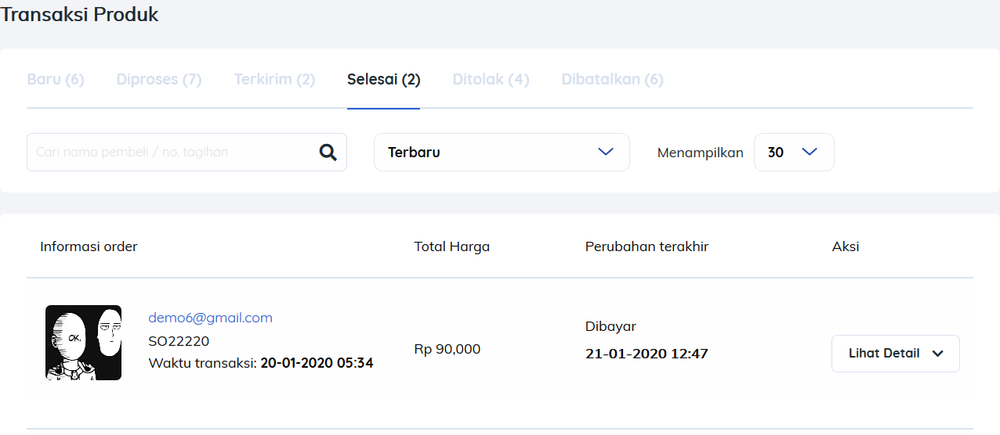 Transaksi Produk
Baru (6) Diproses (7) Terkirim (2) Selesai (2) Ditolak (4) Dibatalkan (6)
Cari nama pembeli / no. tagihan Terbaru Menampilkan 30
Informasi order Total Harga Perubahan terakhir Aksi
OK.
demo6@gmail.com
SO22220
Waktu transaksi: 20-01-2020 05:34
Rp 90,000
Dibayar
21-01-2020 12:47
Lihat Detail